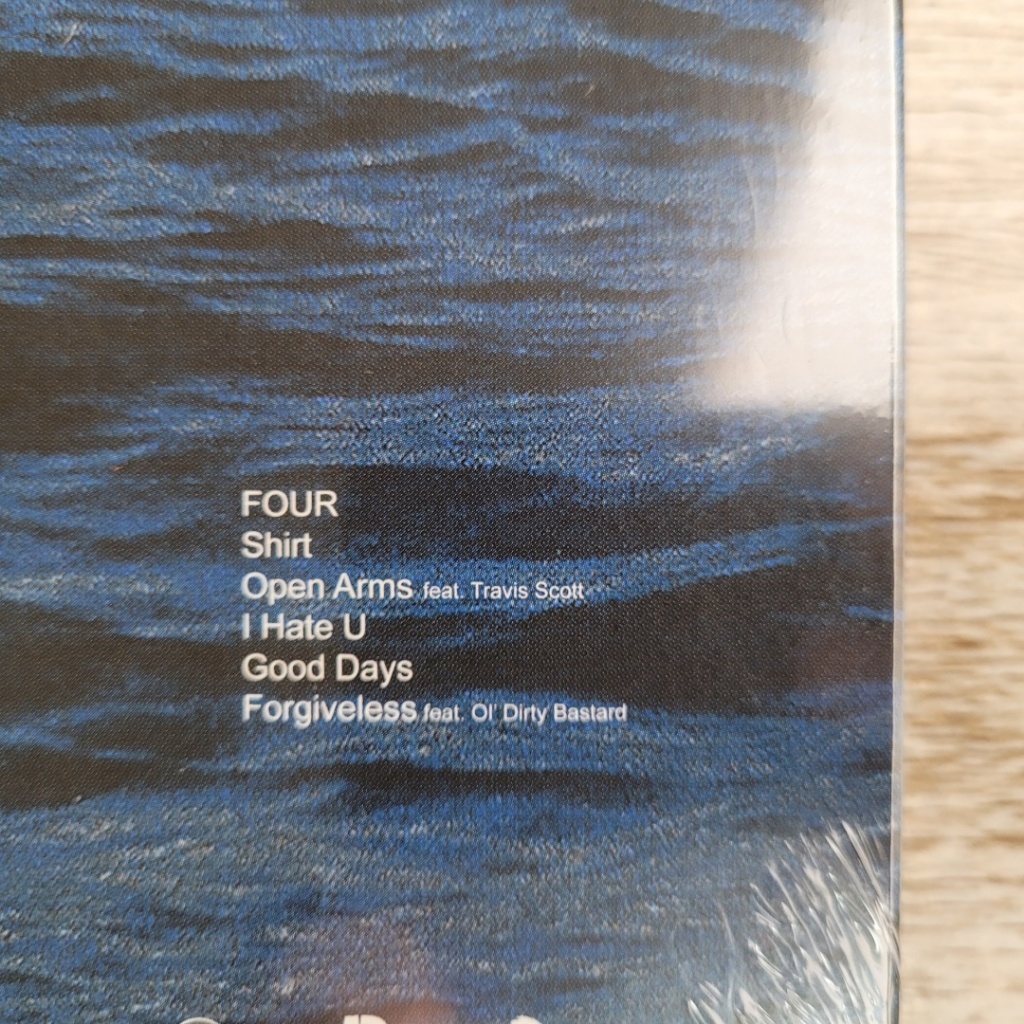 FOUR
Shirt
Open Arms feat. Travis Scott
I Hate U
Good Days
Forgiveless feat. Ol' Dirty Bastard